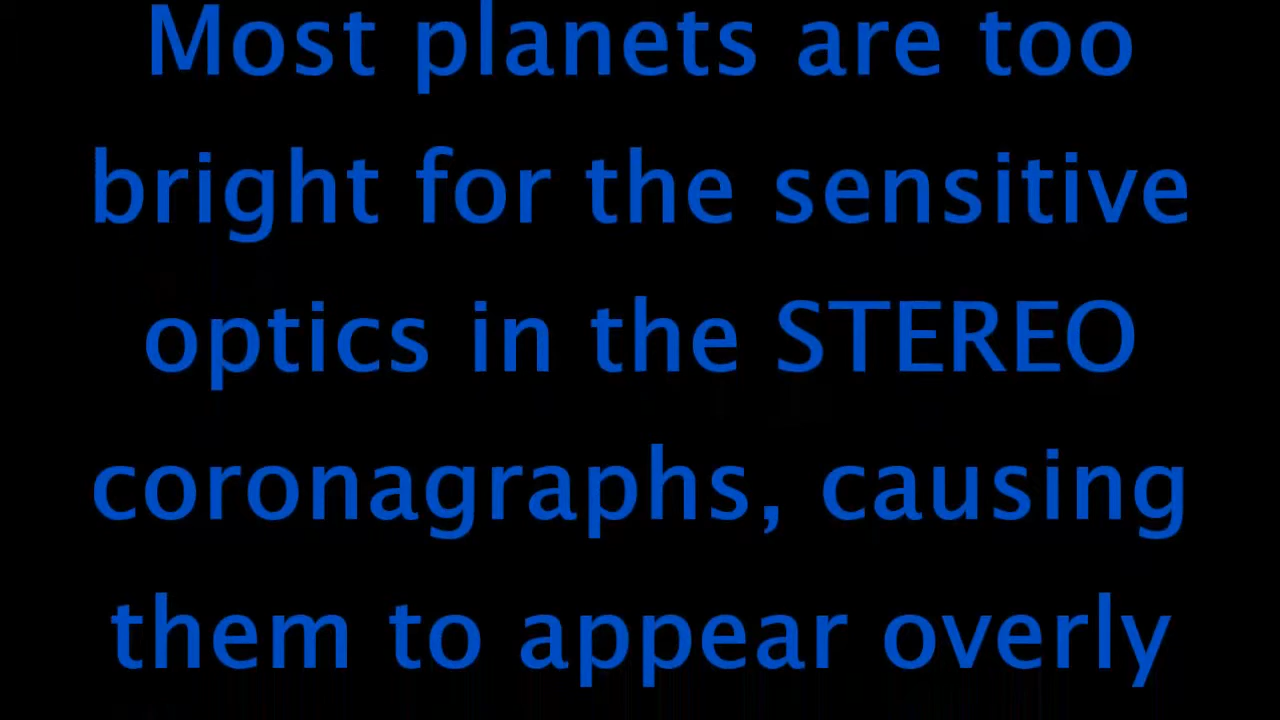 Most planets are too
bright for the sensitive
optics in the STEREO
coronagraphs, causing
them to appear overly